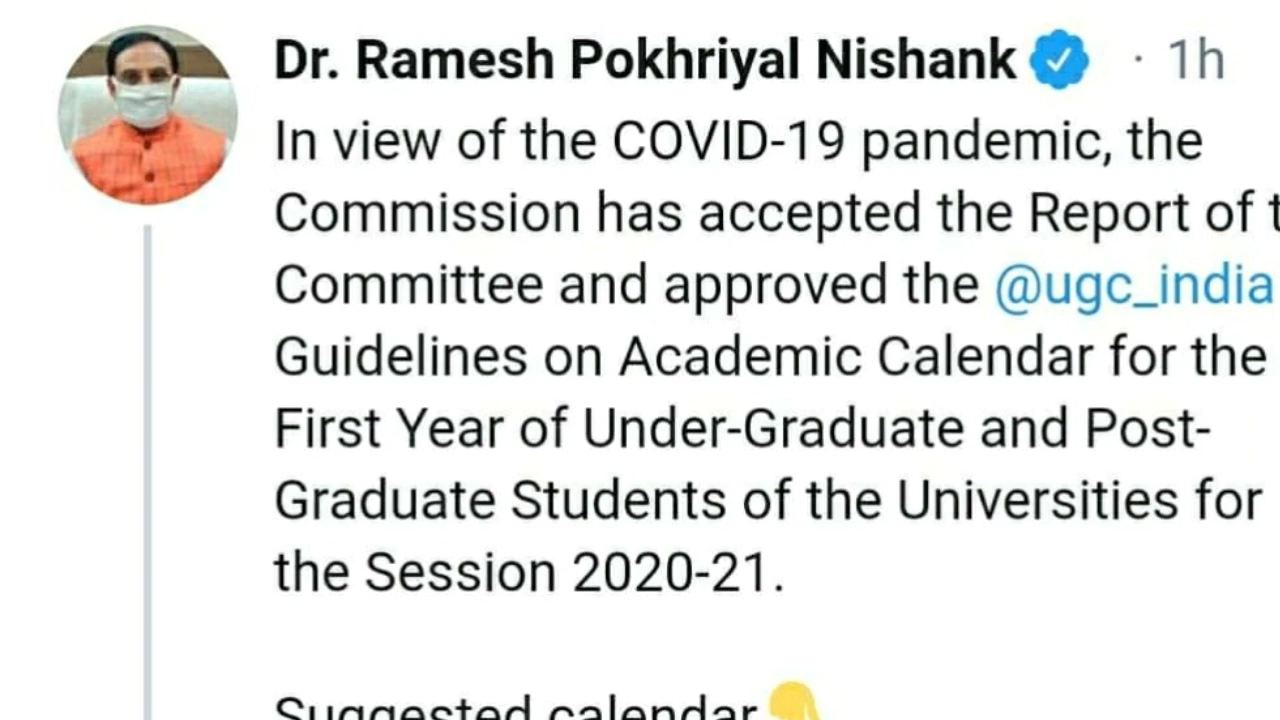 Dr. Ramesh Pokhriyal Nishank · 1h
In view of the COVID-19 pandemic, the
Commission has accepted the Report of
Committee and approved the @ugc_india
Guidelines on Academic Calendar for the
First Year of Under-Graduate and Post-
Graduate Students of the Universities for
the Session 2020-21.
Suggested calendar